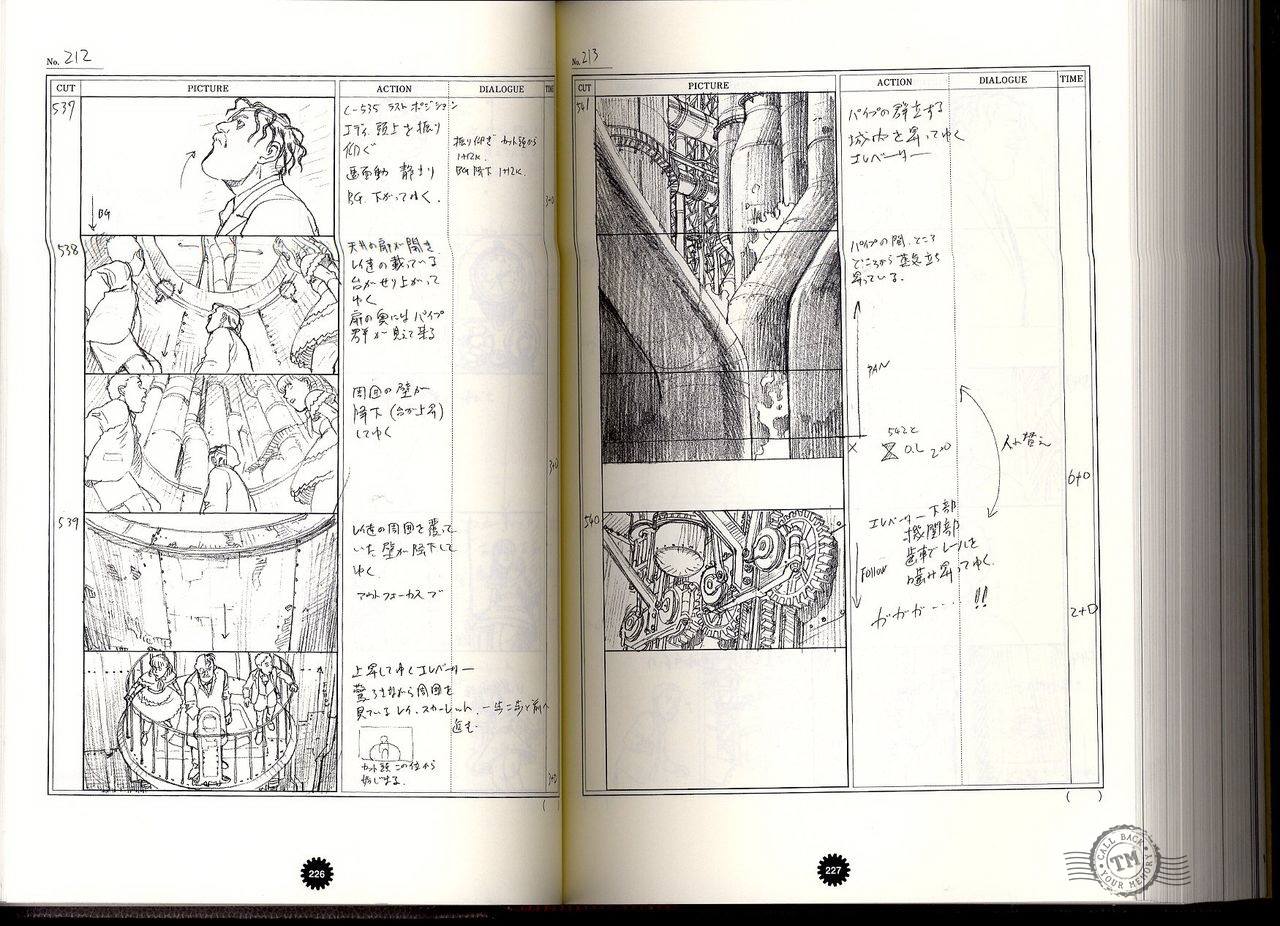 No. 212
CUT
PICTURE
ACTION
DIALOGUE
TIME
537
C-535 ラストポジション
エディ、頭上を振り
仰ぐ
静まり
BG. 下がってゆく.
振り仰ぎ カット頭から
1+12K.
BG 降下 1+12K.
BG
3+0
538
天井の扉が開き
レイ達の載っている
台がせり上がって
ゆく
扉の奥にはパイプ
群が見えて来る
周囲の壁が
降下(台が上昇)
してゆく
3+0
539
レイ達の周囲を覆って
いた壁が降下して
ゆく.
アウトフォーカスで
上昇してゆくエレベーター
驚きながら周囲を
見ているレイ、スカーレット. 一歩二歩と前へ
進む.
カット頭 この位から
始まる.
3+0
( )
226
No. 213
CUT
PICTURE
ACTION
DIALOGUE
TIME
541
パイプの群立する
城内を昇ってゆく
エレベーター
パイプの間、ところ
どころから蒸気立ち
昇っている.
PAN
542と
O.L 2+0
入れ替え
6+0
540
エレベーター下部
機関部
歯車でレールを
噛み昇ってゆく.
Follow
ガガガ---- !!
2+0
( )
227
CALL BACK
TM
YOUR MEMORY